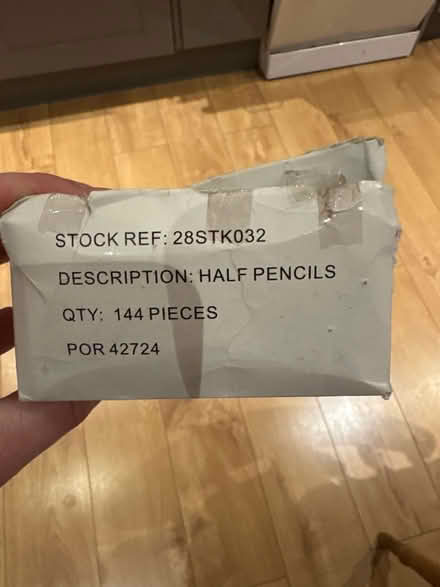 STOCK REF: 28STK032
DESCRIPTION: HALF PENCILS
QTY: 144 PIECES
POR 42724